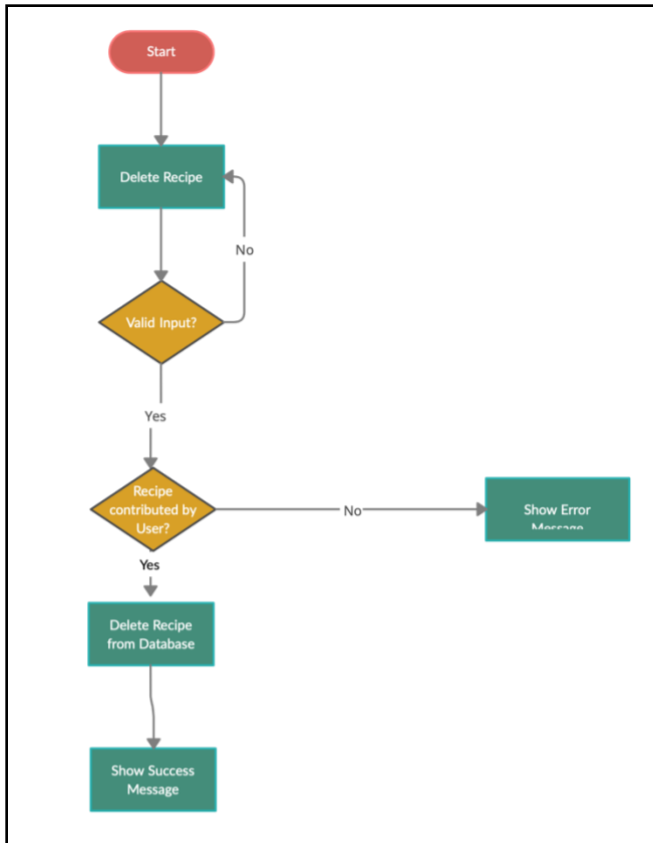 Start
Delete Recipe
No
Valid Input?
Yes
Recipe
contributed by
User?
No
Show Error
Message
Yes
Delete Recipe
from Database
Show Success
Message